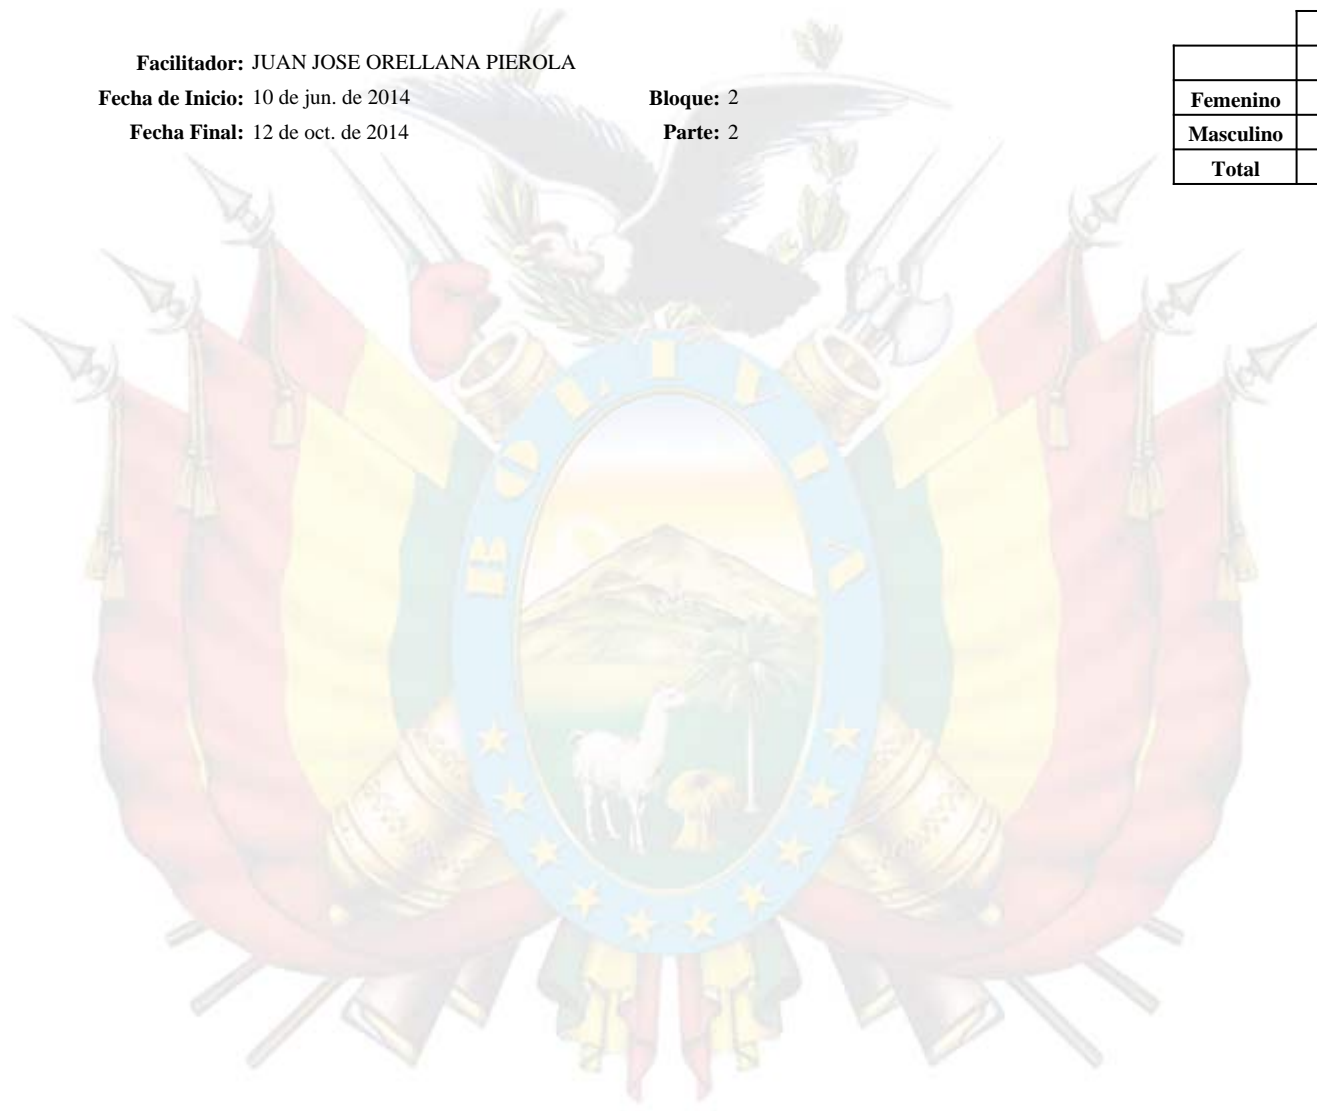 Facilitador: JUAN JOSE ORELLANA PIEROLA
Fecha de Inicio: 10 de jun. de 2014 Bloque: 2
Fecha Final: 12 de oct. de 2014 Parte: 2
Femenino
Masculino
Total
BOLIVIA